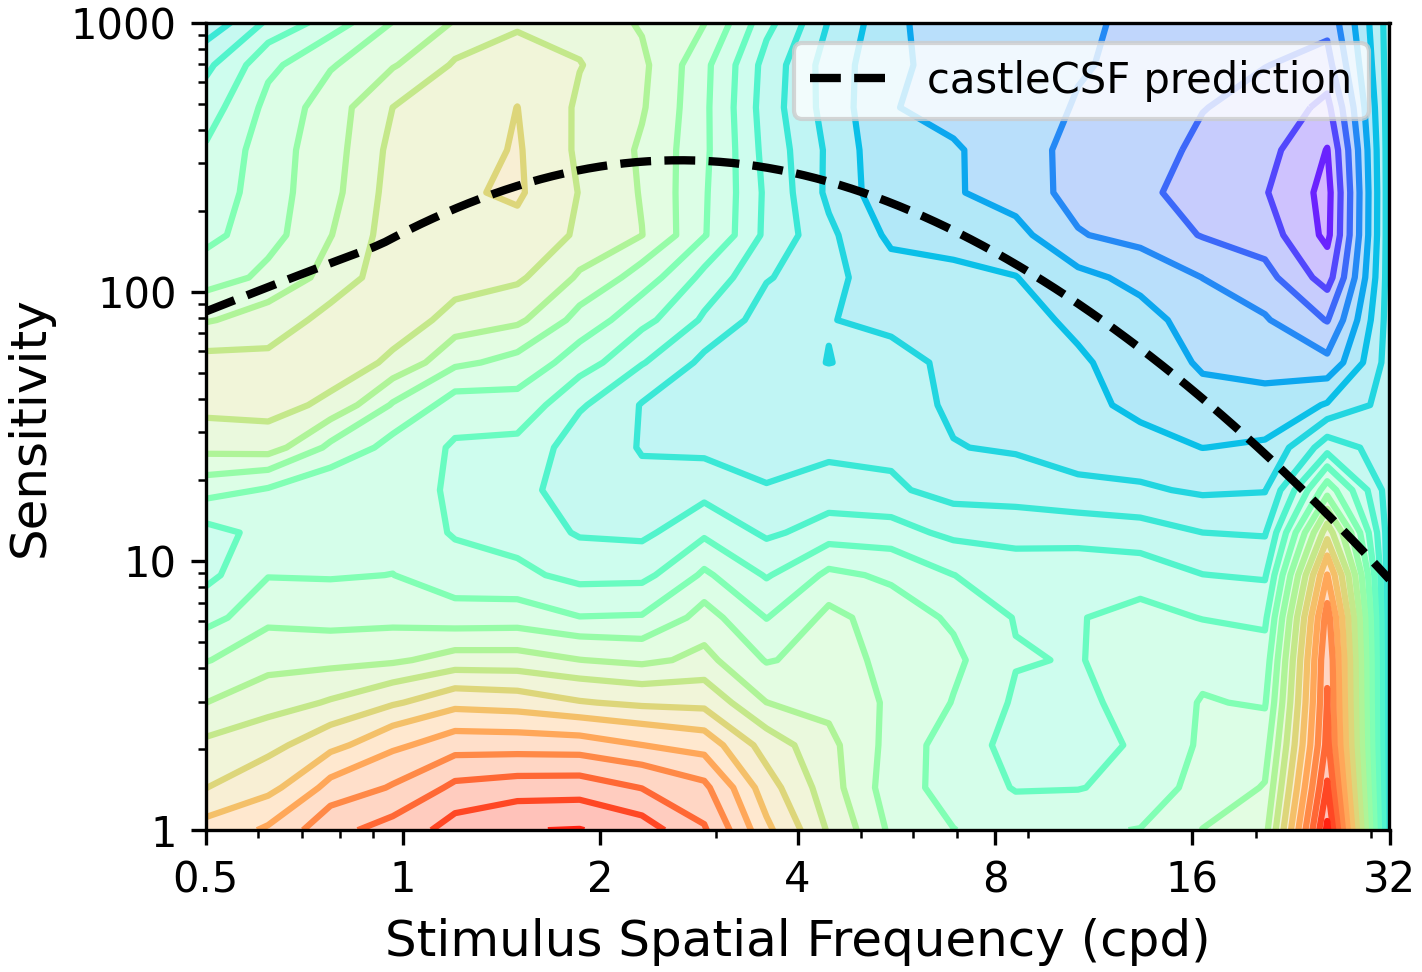 1000
100
10
1
Sensitivity
castleCSF prediction
0.5 1 2 4 8 16 32
Stimulus Spatial Frequency (cpd)